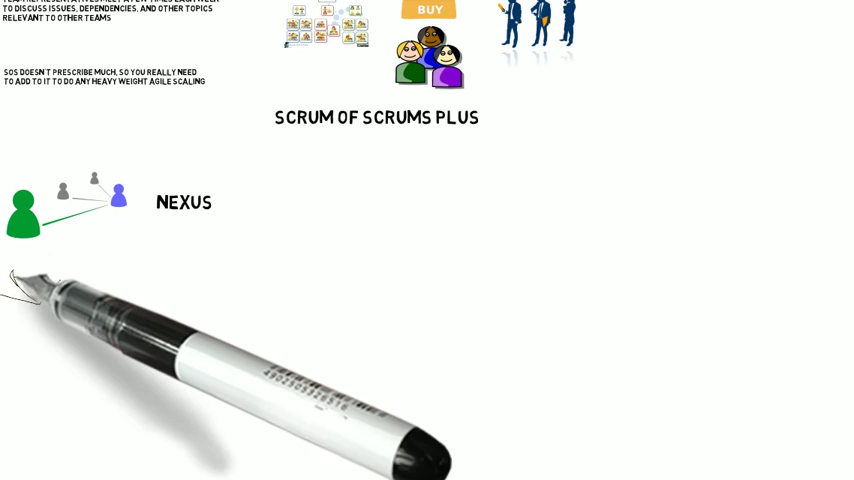 TO DISCUSS ISSUES, DEPENDENCIES, AND OTHER TOPICS
RELEVANT TO OTHER TEAMS
BUY
SOS DOESN'T PRESCRIBE MUCH, SO YOU REALLY NEED
TO ADD TO IT TO DO ANY HEAVY WEIGHT AGILE SCALING
SCRUM OF SCRUMS PLUS
NEXUS